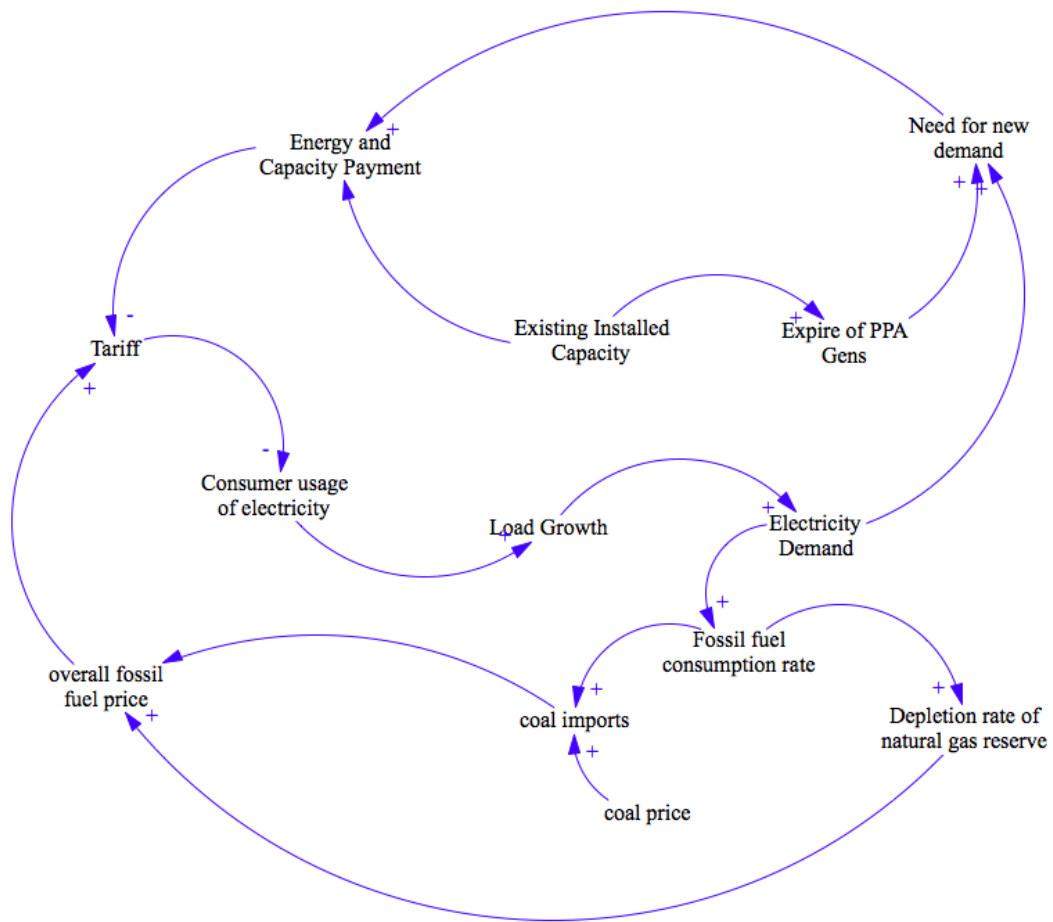 Need for new
demand
+
Energy and
Capacity Payment
+ +
-
Existing Installed
Capacity
+
Expire of PPA
Gens
Tariff
+
-
Consumer usage
of electricity
+
Load Growth
+
Electricity
Demand
+
Fossil fuel
consumption rate
overall fossil
fuel price
+
+
+
coal imports
Depletion rate of
natural gas reserve
+
coal price